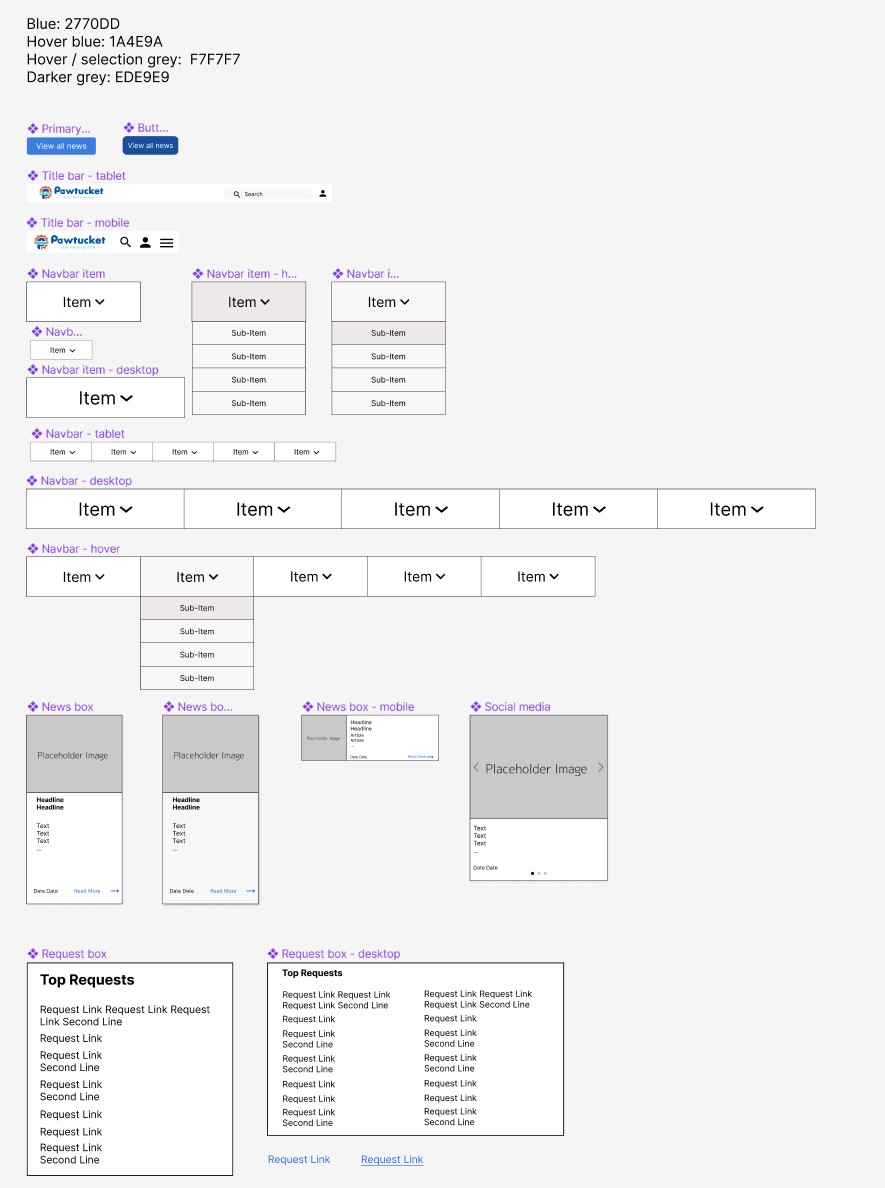 Blue: 2770DD
Hover blue: 1A4E9A
Hover / selection grey:  F7F7F7
Darker grey: EDE9E9
Primary...
Butt...
View all news
View all news
Title bar - tablet
Pawtucket
Search
Title bar - mobile
Pawtucket
Navbar item
Navbar item - h...
Navbar i...
Item
Item
Item
Sub-Item
Sub-Item
Sub-Item
Sub-Item
Sub-Item
Sub-Item
Sub-Item
Sub-Item
Navb...
Item
Navbar item - desktop
Item
Navbar - tablet
Item
Item
Item
Item
Item
Navbar - desktop
Item
Item
Item
Item
Item
Navbar - hover
Item
Item
Item
Item
Item
Sub-Item
Sub-Item
Sub-Item
Sub-Item
News box
Placeholder Image
Headline
Headline
Text
Text
Text
...
Date Date
Read More
News bo...
Placeholder Image
Headline
Headline
Text
Text
Text
...
Date Date
Read More
News box - mobile
Placeholder Image
Headline
Headline
Article
Article
...
Date Date
Read More
Social media
Placeholder Image
Text
Text
Text
...
Date Date
Request box
Top Requests
Request Link Request Link Request
Link Second Line
Request Link
Request Link
Second Line
Request Link
Second Line
Request Link
Request Link
Request Link
Second Line
Request box - desktop
Top Requests
Request Link Request Link
Request Link Second Line
Request Link
Request Link
Second Line
Request Link
Second Line
Request Link
Request Link
Request Link
Second Line
Request Link Request Link
Request Link Second Line
Request Link
Request Link
Second Line
Request Link
Second Line
Request Link
Request Link
Request Link
Second Line
Request Link
Request Link